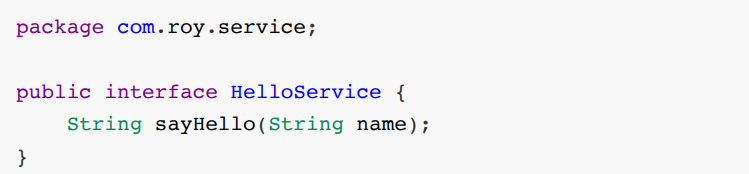 package com.roy.service;
public interface HelloService {
    String sayHello(String name);
}